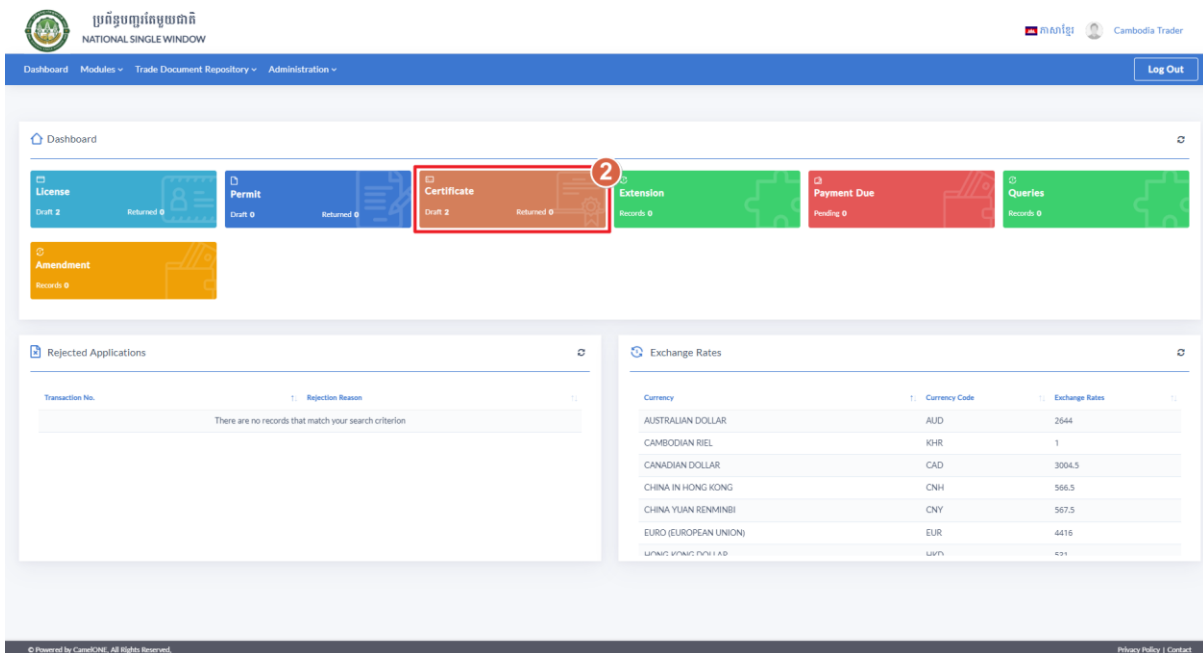 ប្រព័ន្ធបញ្ជរតែមួយជាតិ
NATIONAL SINGLE WINDOW
ភាសាខ្មែរ Cambodia Trader
Dashboard Modules Trade Document Repository Administration Log Out
Dashboard
2
License Permit Certificate Extension Payment Due Queries
Draft 2 Returned 0 Draft 0 Returned 0 Draft 2 Returned 0 Records 0 Pending 0 Records 0
Amendment
Records 0
Rejected Applications
Transaction No. Rejection Reason
There are no records that match your search criterion
Exchange Rates
Currency Currency Code Exchange Rates
AUSTRALIAN DOLLAR AUD 2644
CAMBODIAN RIEL KHR 1
CANADIAN DOLLAR CAD 3004.5
CHINA IN HONG KONG CNH 566.5
CHINA YUAN RENMINBI CNY 567.5
EURO (EUROPEAN UNION) EUR 4416
HONG KONG DOLLAR HKD 531
© Powered by CamelONE, All Rights Reserved, Privacy Policy | Contact